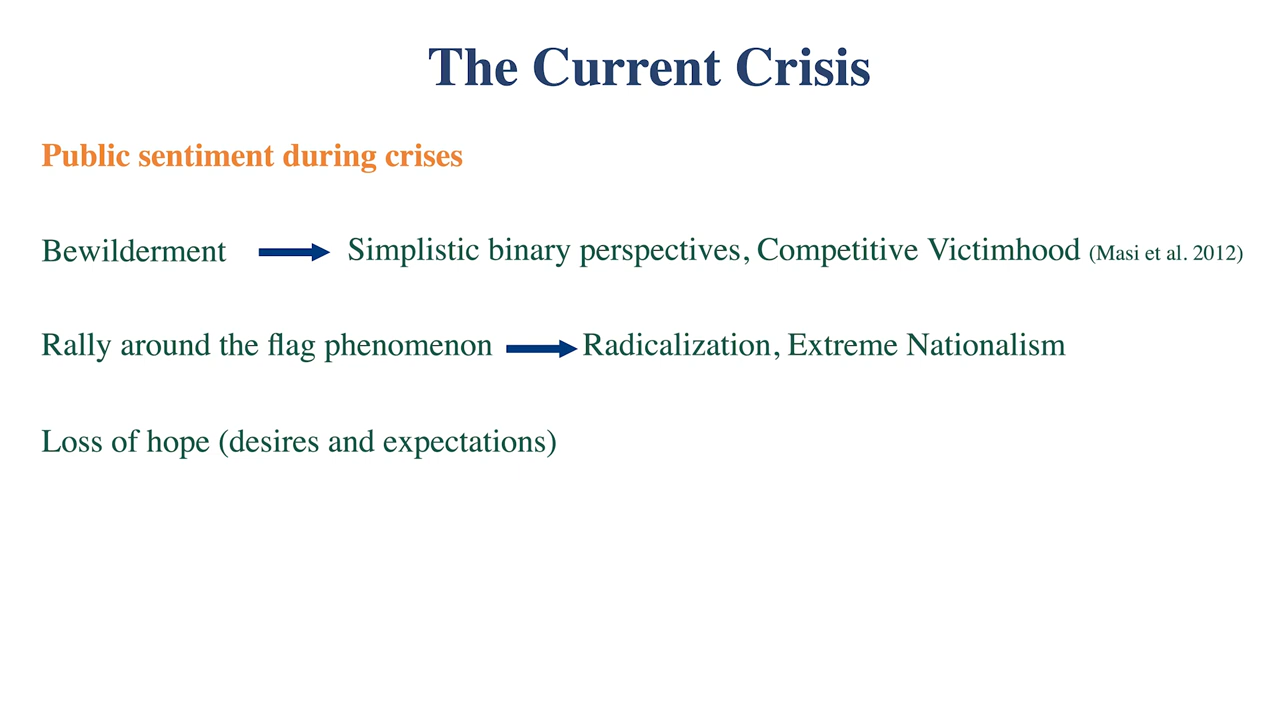 The Current Crisis
Public sentiment during crises
Bewilderment Simplistic binary perspectives, Competitive Victimhood (Masi et al. 2012)
Rally around the flag phenomenon Radicalization, Extreme Nationalism
Loss of hope (desires and expectations)